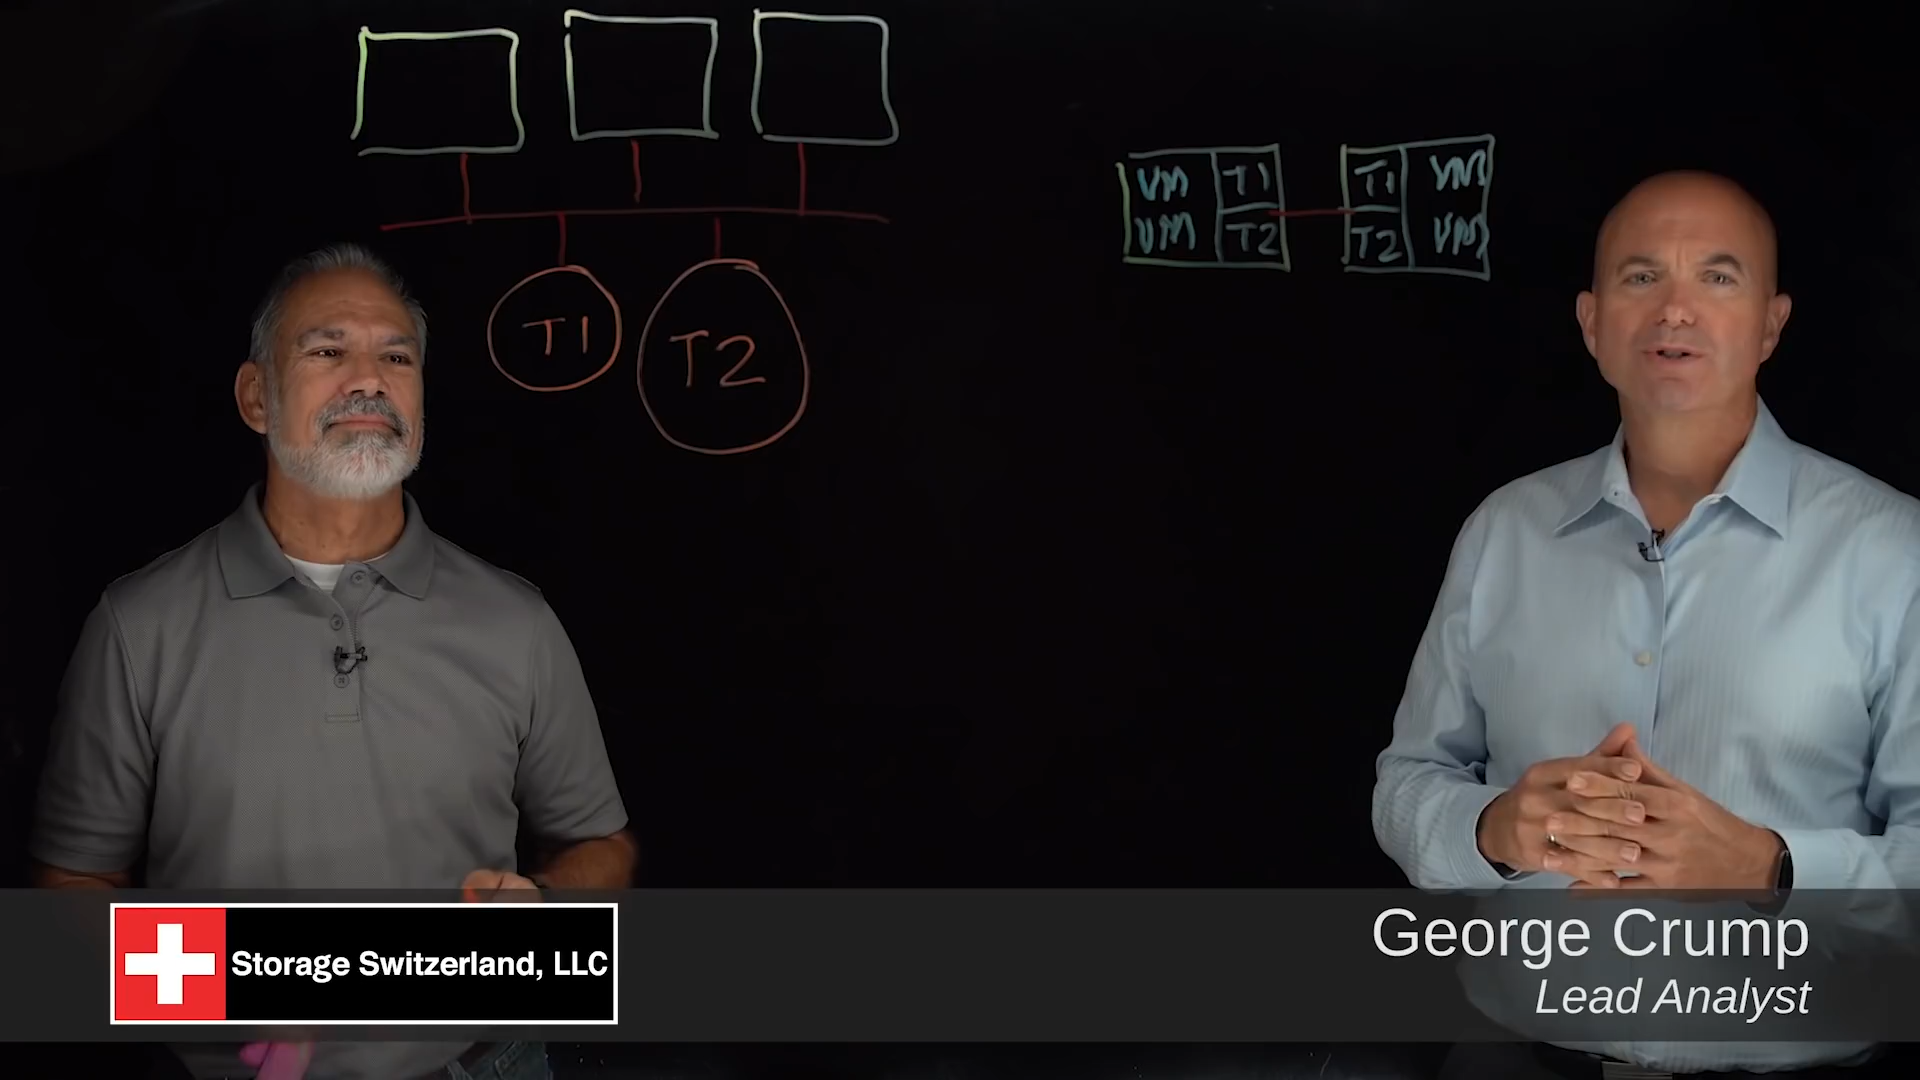 VM T1
VM T2
T1 VM
T2 VM
T1
T2
Storage Switzerland, LLC
George Crump
Lead Analyst